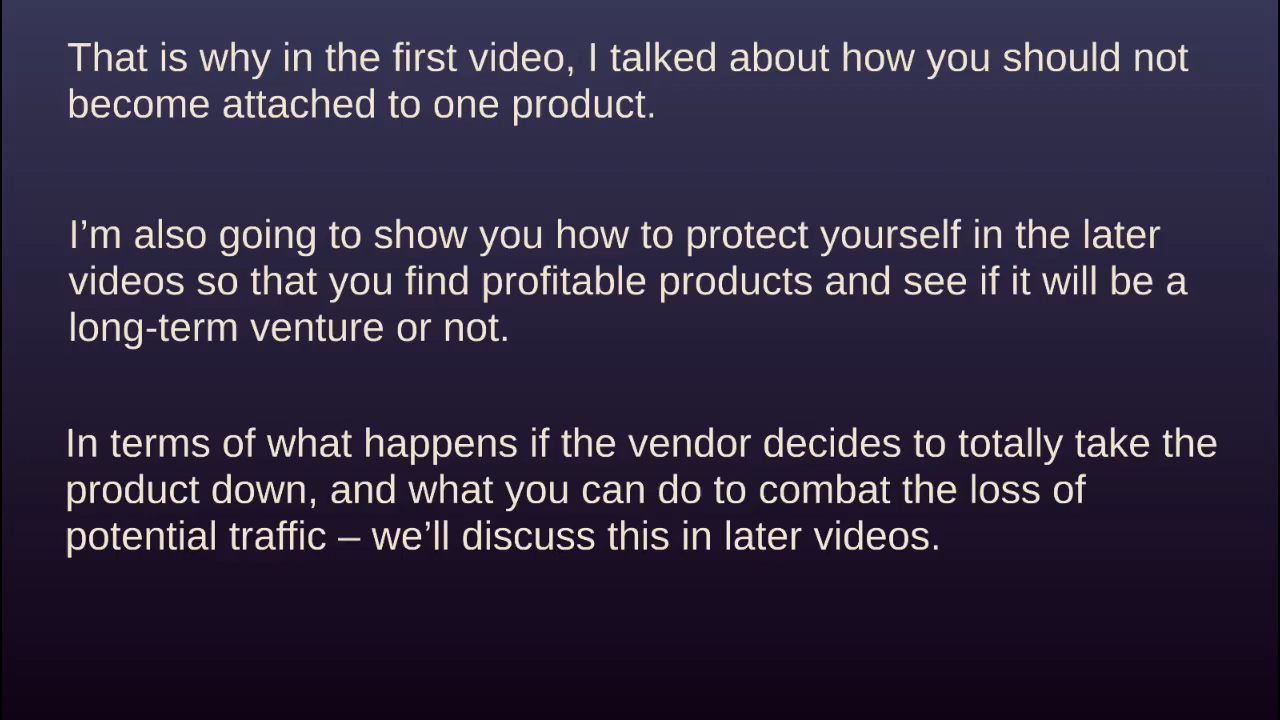 That is why in the first video, I talked about how you should not
become attached to one product.
I’m also going to show you how to protect yourself in the later
videos so that you find profitable products and see if it will be a
long-term venture or not.
In terms of what happens if the vendor decides to totally take the
product down, and what you can do to combat the loss of
potential traffic – we’ll discuss this in later videos.